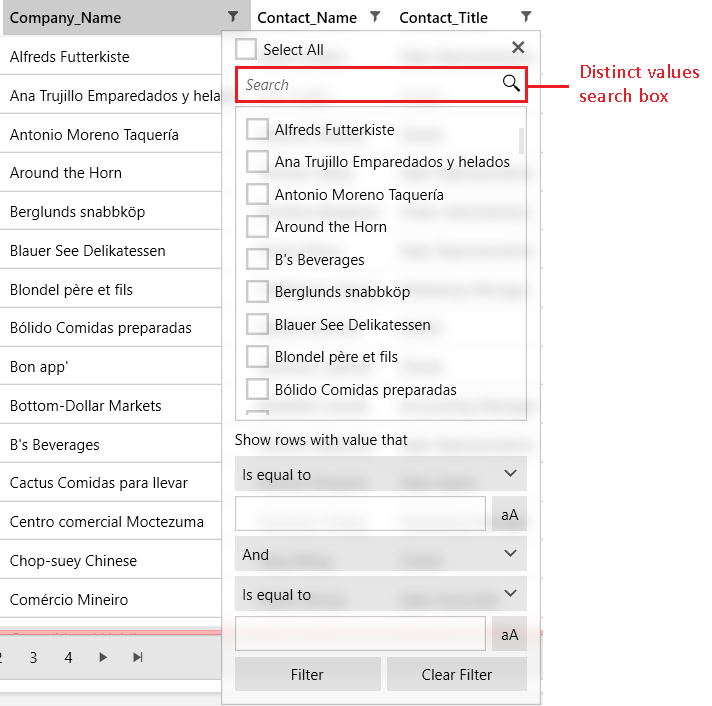 Company_Name Contact_Name Contact_Title
Select All
Search
Distinct values
search box
Alfreds Futterkiste
Ana Trujillo Emparedados y hela
Antonio Moreno Taquería
Around the Horn
Berglunds snabbköp
Blauer See Delikatessen
Blondel père et fils
Bólido Comidas preparadas
Bon app'
Bottom-Dollar Markets
B's Beverages
Cactus Comidas para llevar
Centro comercial Moctezuma
Chop-suey Chinese
Comércio Mineiro
Alfreds Futterkiste
Ana Trujillo Emparedados y helados
Antonio Moreno Taquería
Around the Horn
B's Beverages
Berglunds snabbköp
Blauer See Delikatessen
Blondel père et fils
Bólido Comidas preparadas
Show rows with value that
Is equal to
aA
And
Is equal to
aA
Filter Clear Filter
2 3 4